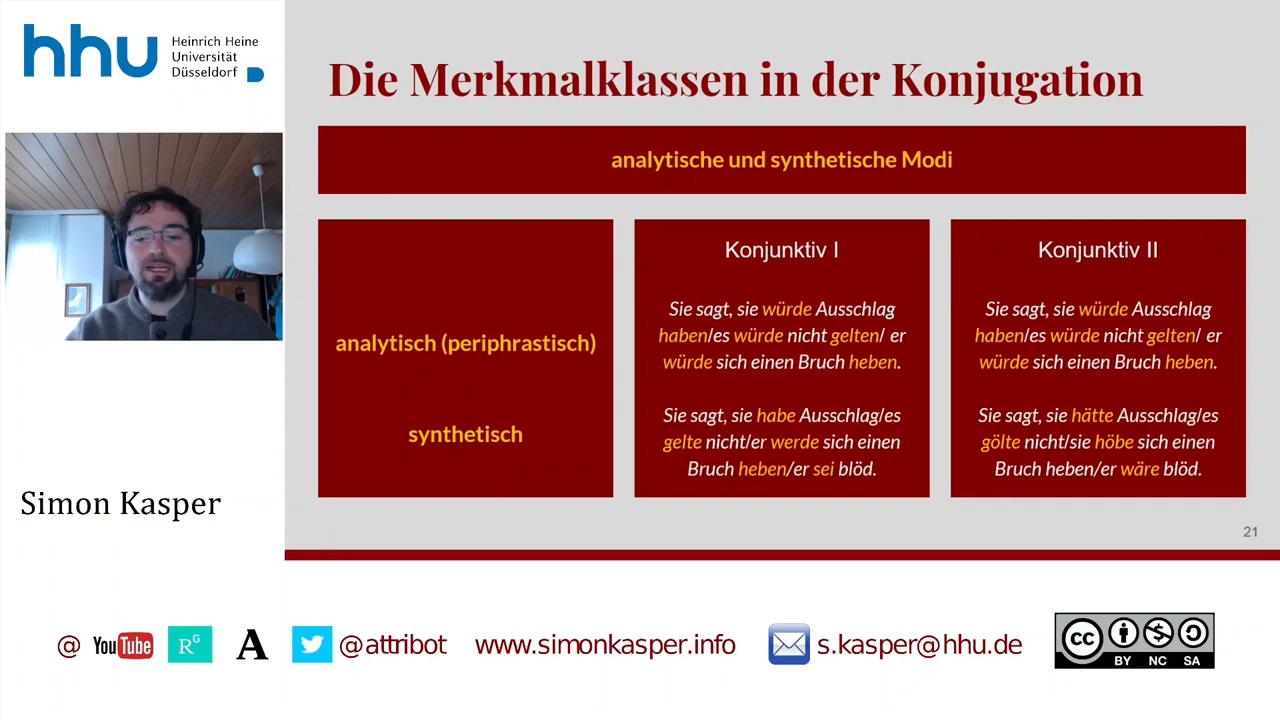 hhu Heinrich Heine
Universität
Düsseldorf
Die Merkmalklassen in der Konjugation
analytische und synthetische Modi
analytisch (periphrastisch)
synthetisch
Konjunktiv I
Sie sagt, sie würde Ausschlag
haben/es würde nicht gelten/ er
würde sich einen Bruch heben.
Sie sagt, sie habe Ausschlag/es
gelte nicht/er werde sich einen
Bruch heben/er sei blöd.
Konjunktiv II
Sie sagt, sie würde Ausschlag
haben/es würde nicht gelten/ er
würde sich einen Bruch heben.
Sie sagt, sie hätte Ausschlag/es
gölte nicht/sie höbe sich einen
Bruch heben/er wäre blöd.
Simon Kasper
21
@ YouTube RG A @attribot www.simonkasper.info s.kasper@hhu.de
cc BY NC SA